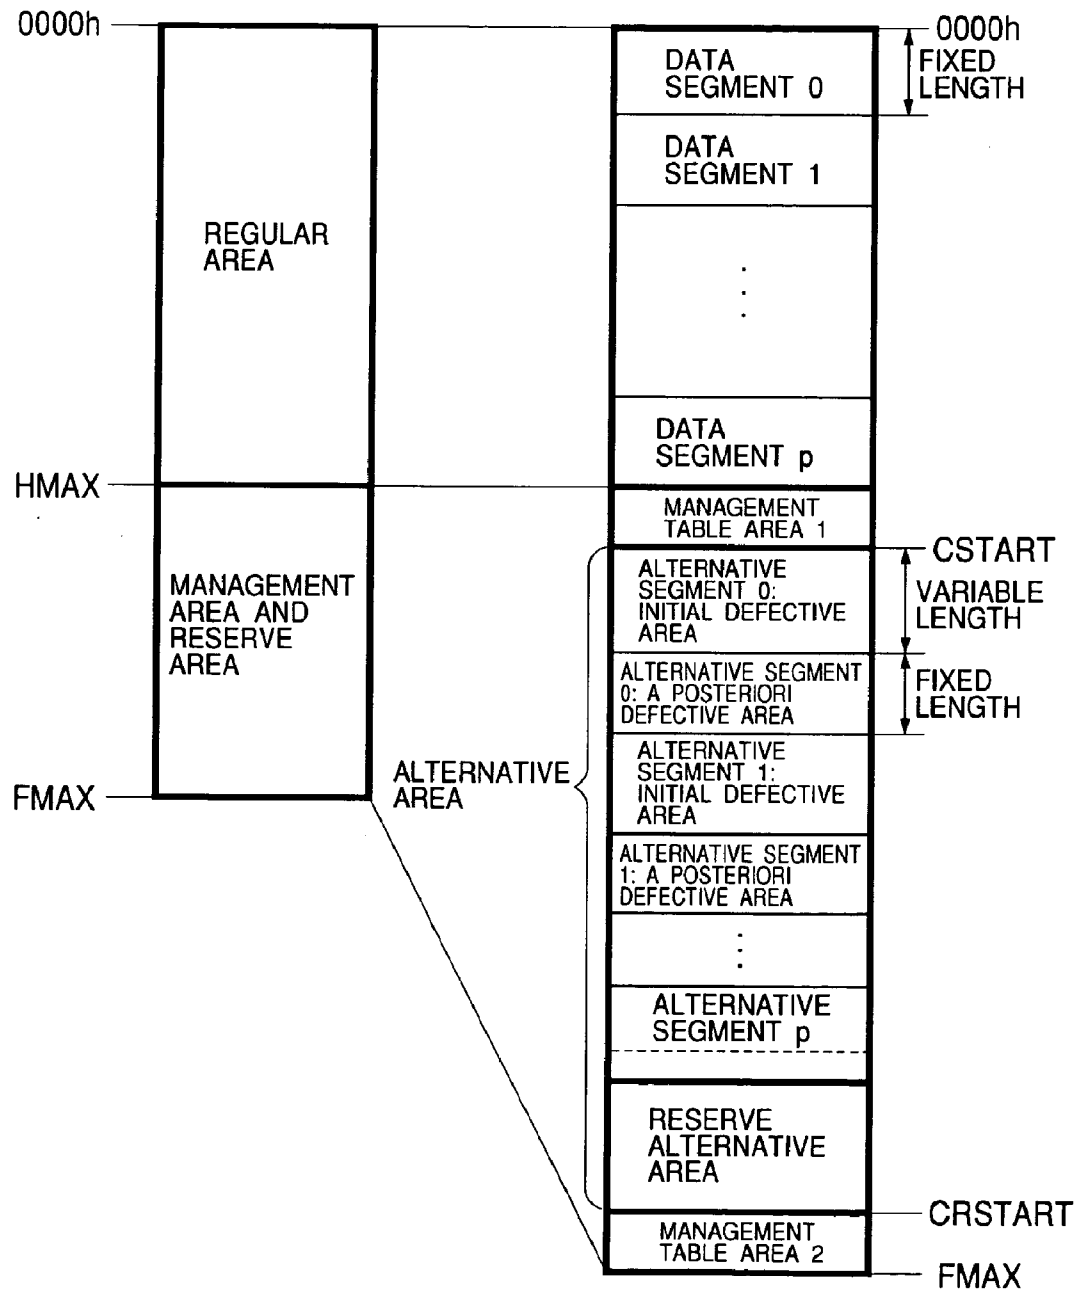 0000h
REGULAR
AREA
HMAX
MANAGEMENT
AREA AND
RESERVE
AREA
FMAX
0000h
DATA
SEGMENT 0
FIXED
LENGTH
DATA
SEGMENT 1
DATA
SEGMENT p
MANAGEMENT
TABLE AREA 1
CSTART
ALTERNATIVE
SEGMENT 0:
INITIAL DEFECTIVE
AREA
VARIABLE
LENGTH
ALTERNATIVE SEGMENT
0: A POSTERIORI
DEFECTIVE AREA
FIXED
LENGTH
ALTERNATIVE
AREA
ALTERNATIVE
SEGMENT 1:
INITIAL DEFECTIVE
AREA
ALTERNATIVE SEGMENT
1: A POSTERIORI
DEFECTIVE AREA
ALTERNATIVE
SEGMENT p
RESERVE
ALTERNATIVE
AREA
CRSTART
MANAGEMENT
TABLE AREA 2
FMAX